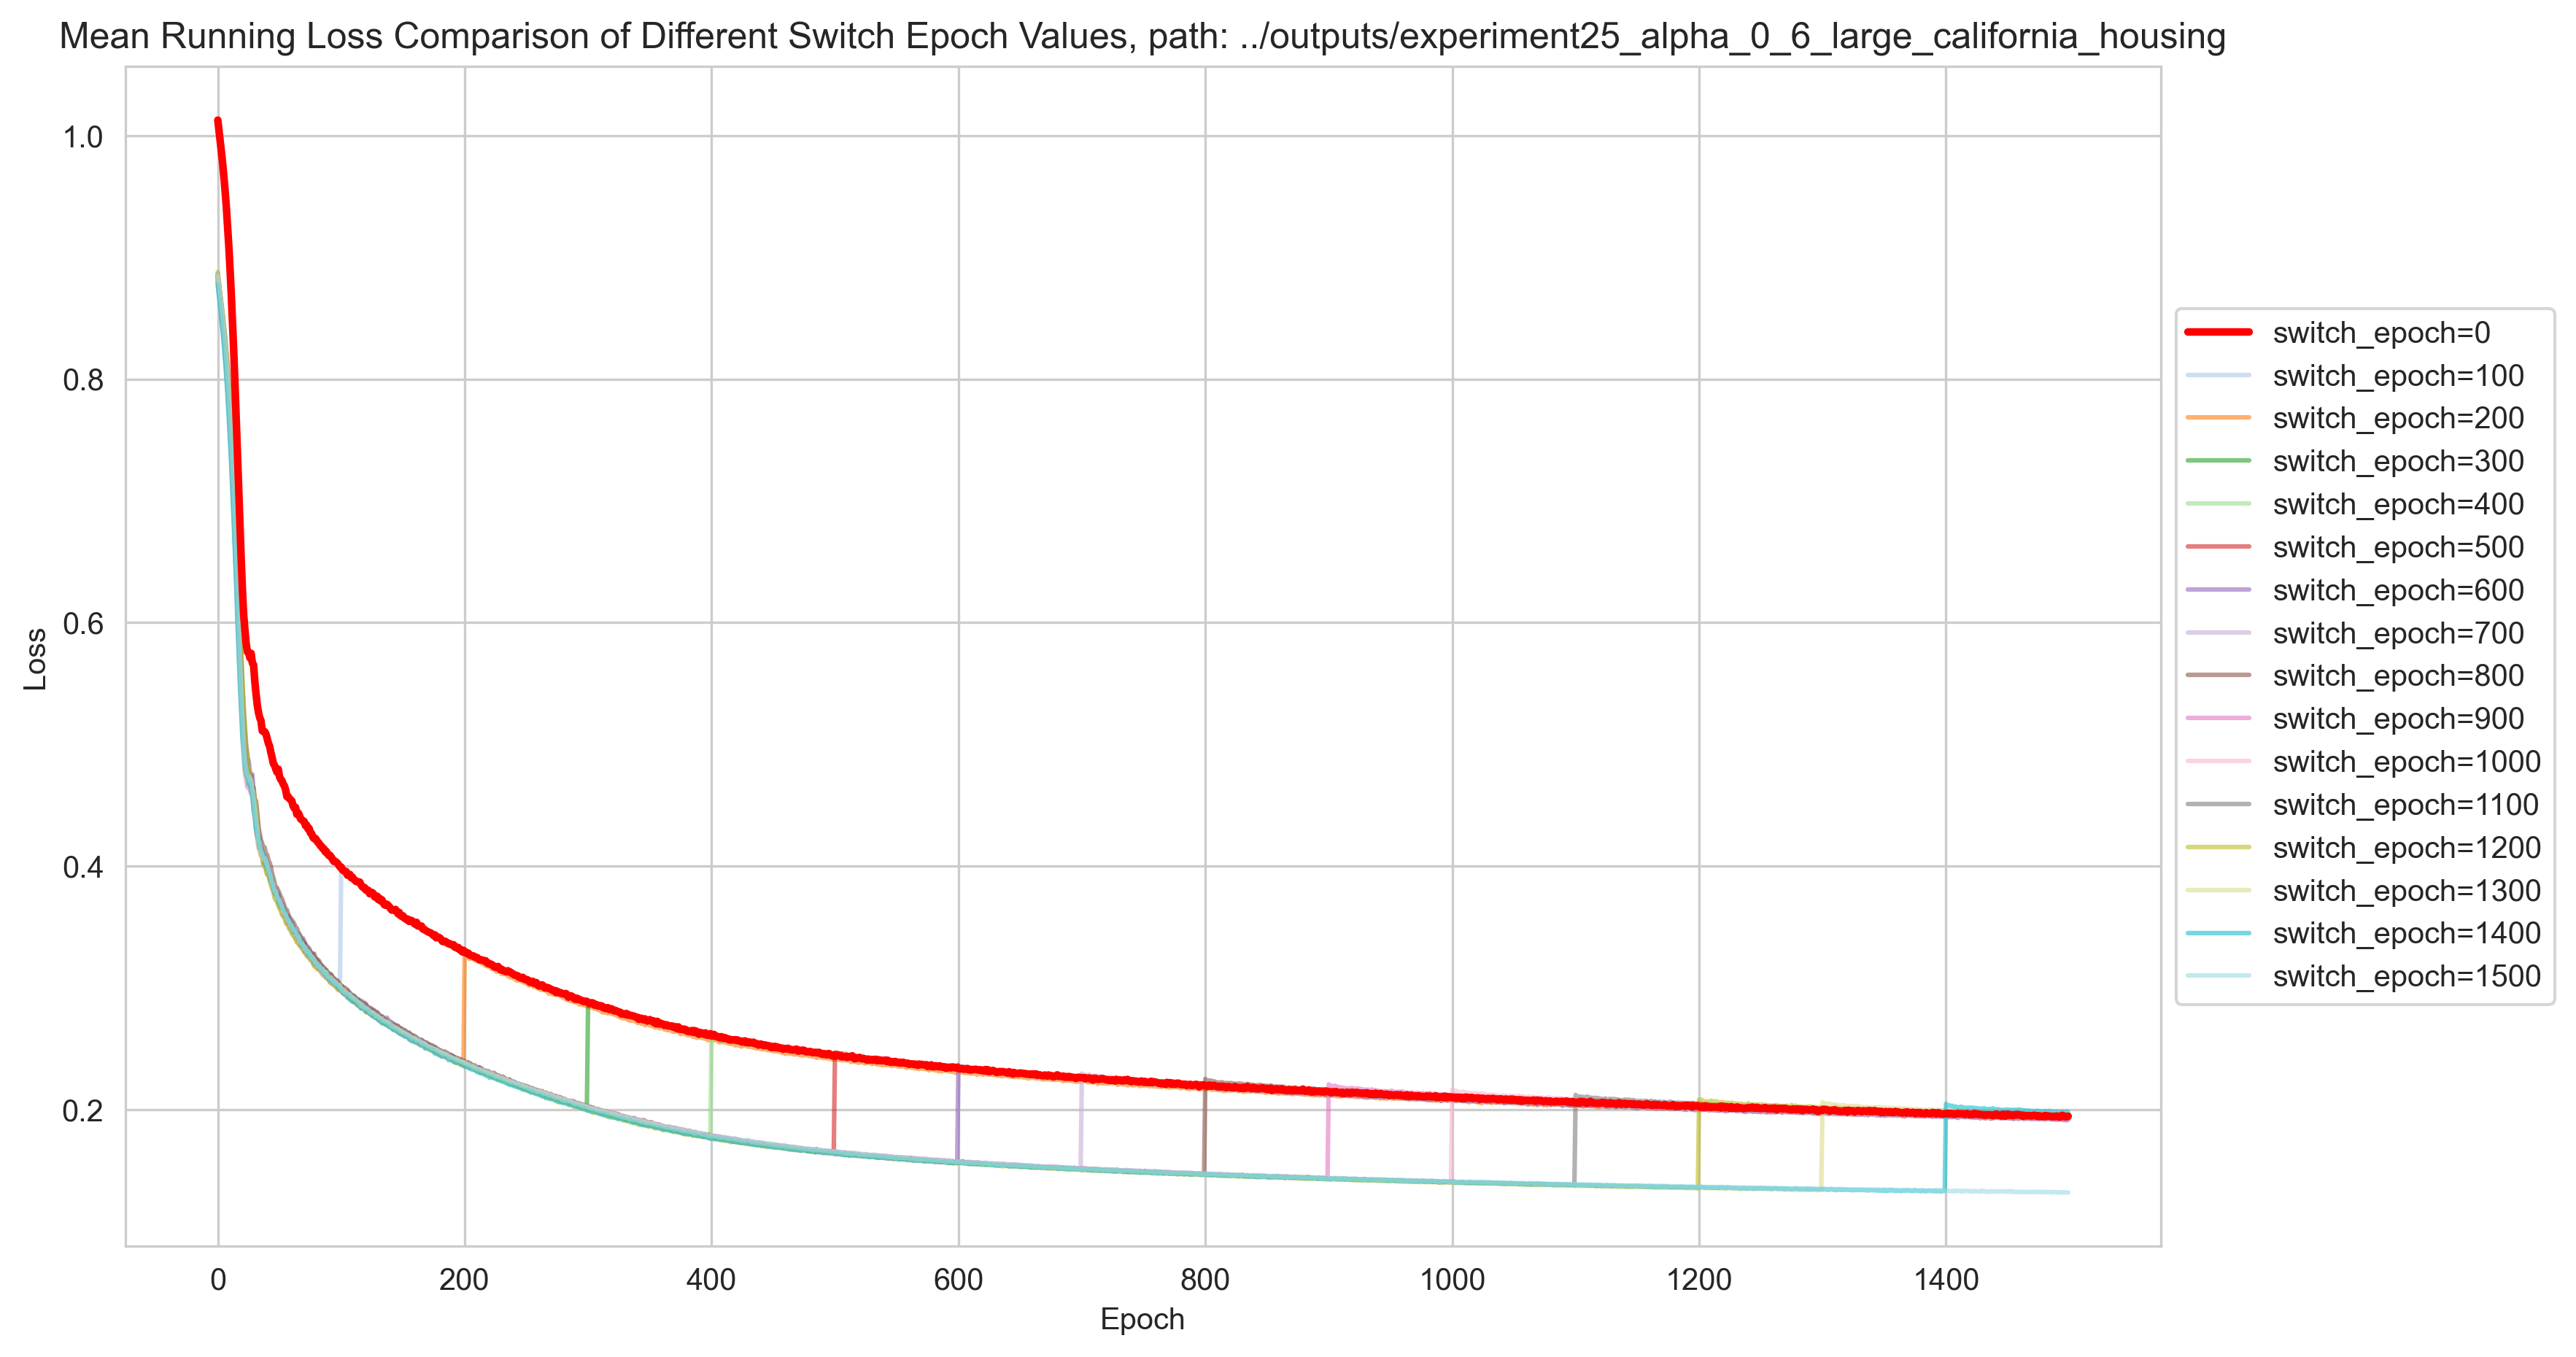 Mean Running Loss Comparison of Different Switch Epoch Values, path: ../outputs/experiment25_alpha_0_6_large_california_housing
Loss
1.0
0.8
0.6
0.4
0.2
0 200 400 600 800 1000 1200 1400
Epoch
switch_epoch=0
switch_epoch=100
switch_epoch=200
switch_epoch=300
switch_epoch=400
switch_epoch=500
switch_epoch=600
switch_epoch=700
switch_epoch=800
switch_epoch=900
switch_epoch=1000
switch_epoch=1100
switch_epoch=1200
switch_epoch=1300
switch_epoch=1400
switch_epoch=1500